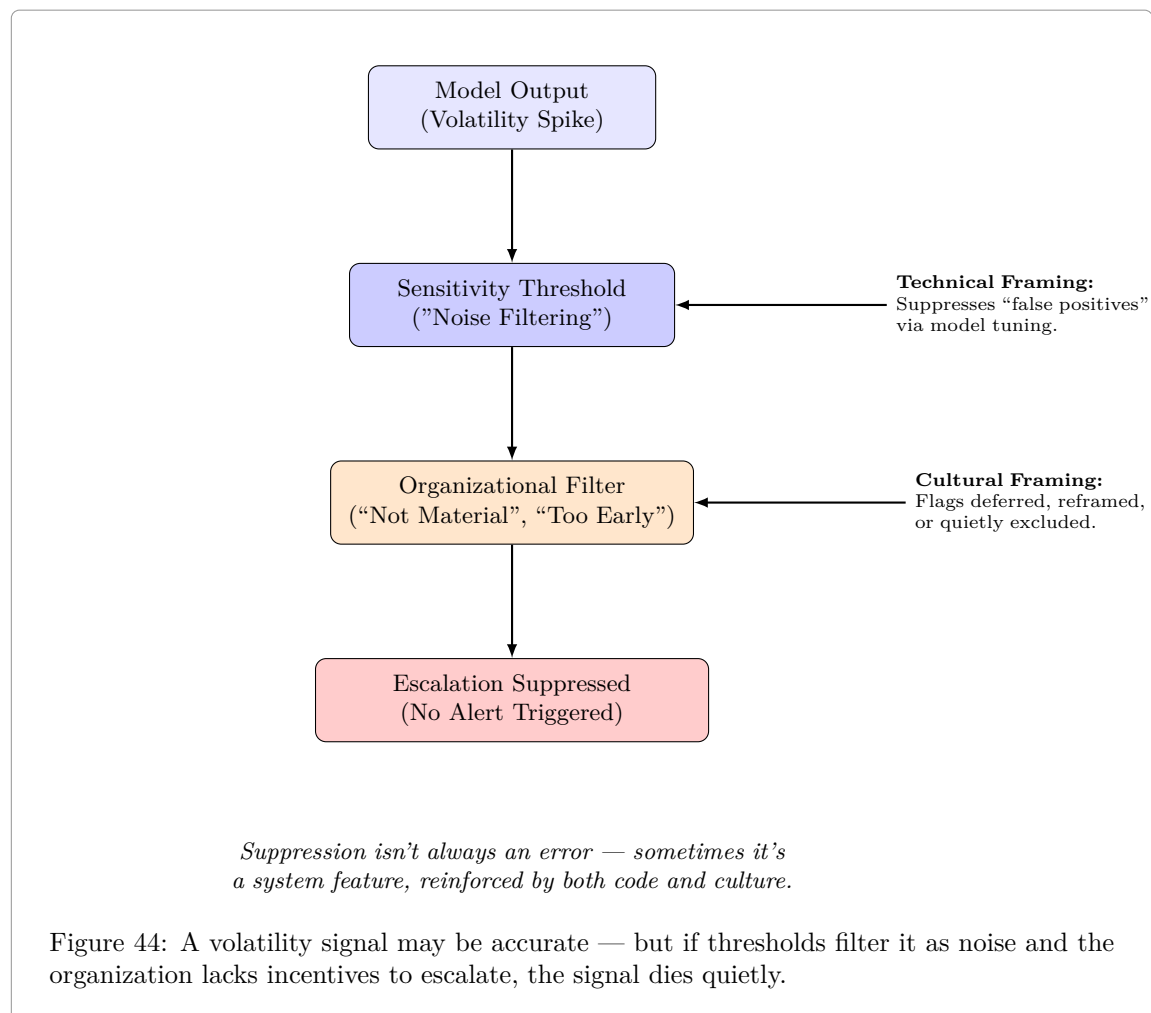 Model Output
(Volatility Spike)
Sensitivity Threshold
(”Noise Filtering”)
Technical Framing:
Suppresses “false positives”
via model tuning.
Organizational Filter
(“Not Material”, “Too Early”)
Cultural Framing:
Flags deferred, reframed,
or quietly excluded.
Escalation Suppressed
(No Alert Triggered)
Suppression isn’t always an error — sometimes it’s
a system feature, reinforced by both code and culture.
Figure 44: A volatility signal may be accurate — but if thresholds filter it as noise and the
organization lacks incentives to escalate, the signal dies quietly.